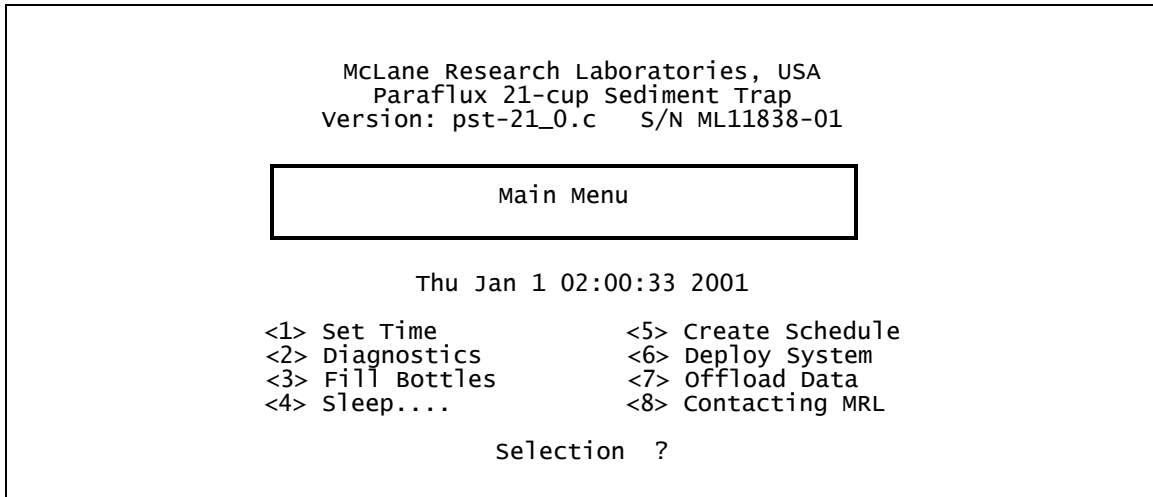 McLane Research Laboratories, USA
Paraflux 21-cup Sediment Trap
Version: pst-21_0.c   S/N ML11838-01
Main Menu
Thu Jan 1 02:00:33 2001
<1> Set Time   <5> Create Schedule
<2> Diagnostics   <6> Deploy System
<3> Fill Bottles   <7> Offload Data
<4> Sleep....   <8> Contacting MRL
Selection  ?